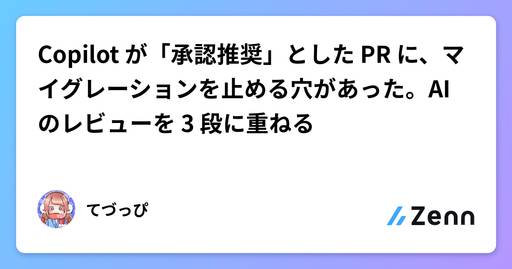 Copilot が「承認推奨」とした PR に、マ
イグレーションを止める穴があった。AI
のレビューを 3 段に重ねる
てづっぴ
Zenn